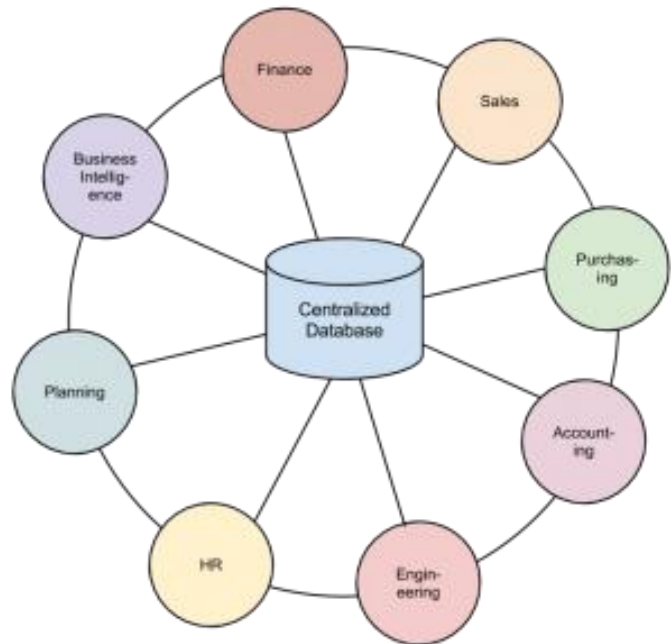 Finance
Sales
Business
Intellig-
ence
Purchas-
ing
Centralized
Database
Planning
Account-
ing
HR
Engin-
eering